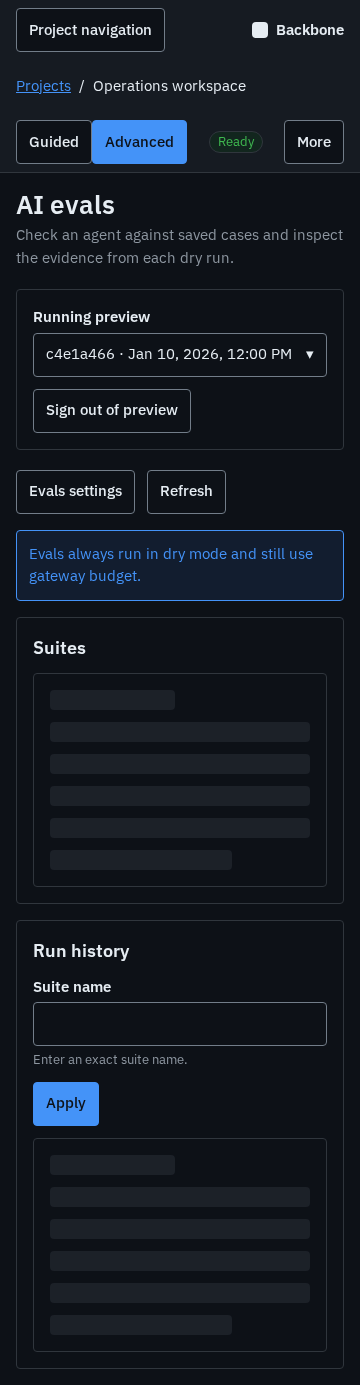 Project navigation
Backbone
Projects / Operations workspace
Guided
Advanced
Ready
More
AI evals
Check an agent against saved cases and inspect
the evidence from each dry run.
Running preview
c4e1a466 · Jan 10, 2026, 12:00 PM ▾
Sign out of preview
Evals settings
Refresh
Evals always run in dry mode and still use
gateway budget.
Suites
Run history
Suite name
Enter an exact suite name.
Apply